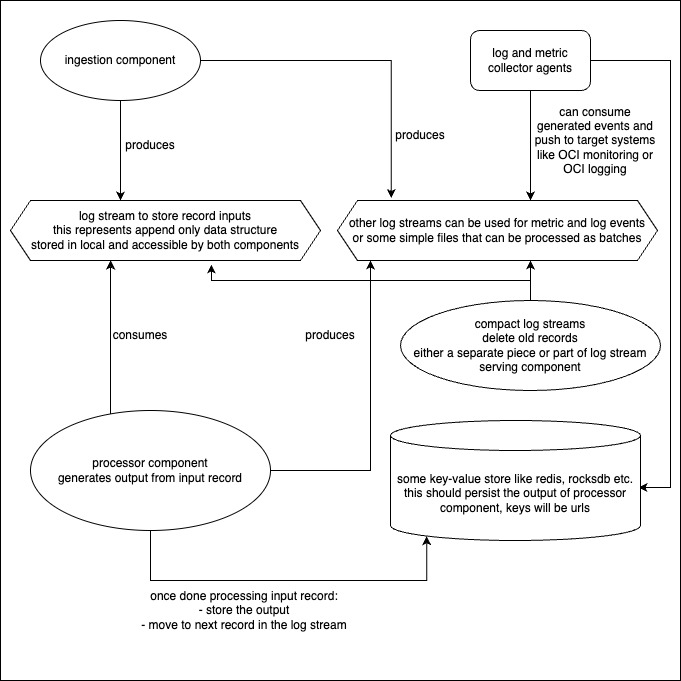 ingestion component
log and metric
collector agents
produces
produces
can consume
generated events and
push to target systems
like OCI monitoring or
OCI logging
log stream to store record inputs
this represents append only data structure
stored in local and accessible by both components
other log streams can be used for metric and log events
or some simple files that can be processed as batches
consumes
produces
compact log streams
delete old records
either a separate piece or part of log stream
serving component
processor component
generates output from input record
some key-value store like redis, rocksdb etc.
this should persist the output of processor
component, keys will be urls
once done processing input record:
- store the output
- move to next record in the log stream